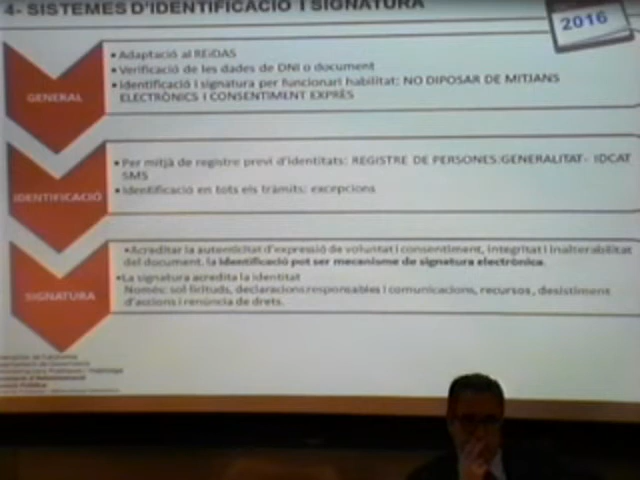 4- SISTEMES D'IDENTIFICACIÓ I SIGNATURA
2016
GENERAL
•Adaptació al REiDAS
•Verificació de les dades de DNI o document
•Identificació i signatura per funcionari habilitat: NO DIPOSAR DE MITJANS
ELECTRÒNICS I CONSENTIMENT EXPRÉS
IDENTIFICACIÓ
•Per mitjà de registre previ d'identitats: REGISTRE DE PERSONES GENERALITAT- IDCAT
SMS
•Identificació en tots els tràmits: excepcions
SIGNATURA
•Acreditar la autenticitat d'expressió de voluntat i consentiment, integritat i inalterabilitat
del document, la identificació pot ser mecanisme de signatura electrònica.
•La signatura acredita la identitat
Només: sol·licituds, declaracions responsables i comunicacions, recursos, desistiment
d'accions i renúncia de drets.